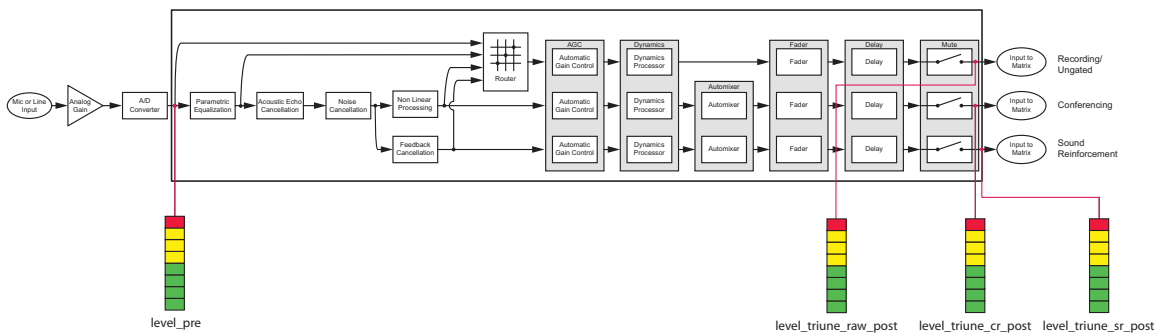 AGC
Dynamics
Fader
Delay
Mute
Router
Automatic
Gain Control
Dynamics
Processor
Fader
Delay
Input to
Matrix
Recording/
Ungated
Automixer
Mic or Line
Input
Analog
Gain
A/D
Converter
Parametric
Equalization
Acoustic Echo
Cancellation
Noise
Cancellation
Non Linear
Processing
Automatic
Gain Control
Dynamics
Processor
Automixer
Fader
Delay
Input to
Matrix
Conferencing
Feedback
Cancellation
Automatic
Gain Control
Dynamics
Processor
Automixer
Fader
Delay
Input to
Matrix
Sound
Reinforcement
level_pre
level_triune_raw_post
level_triune_cr_post
level_triune_sr_post